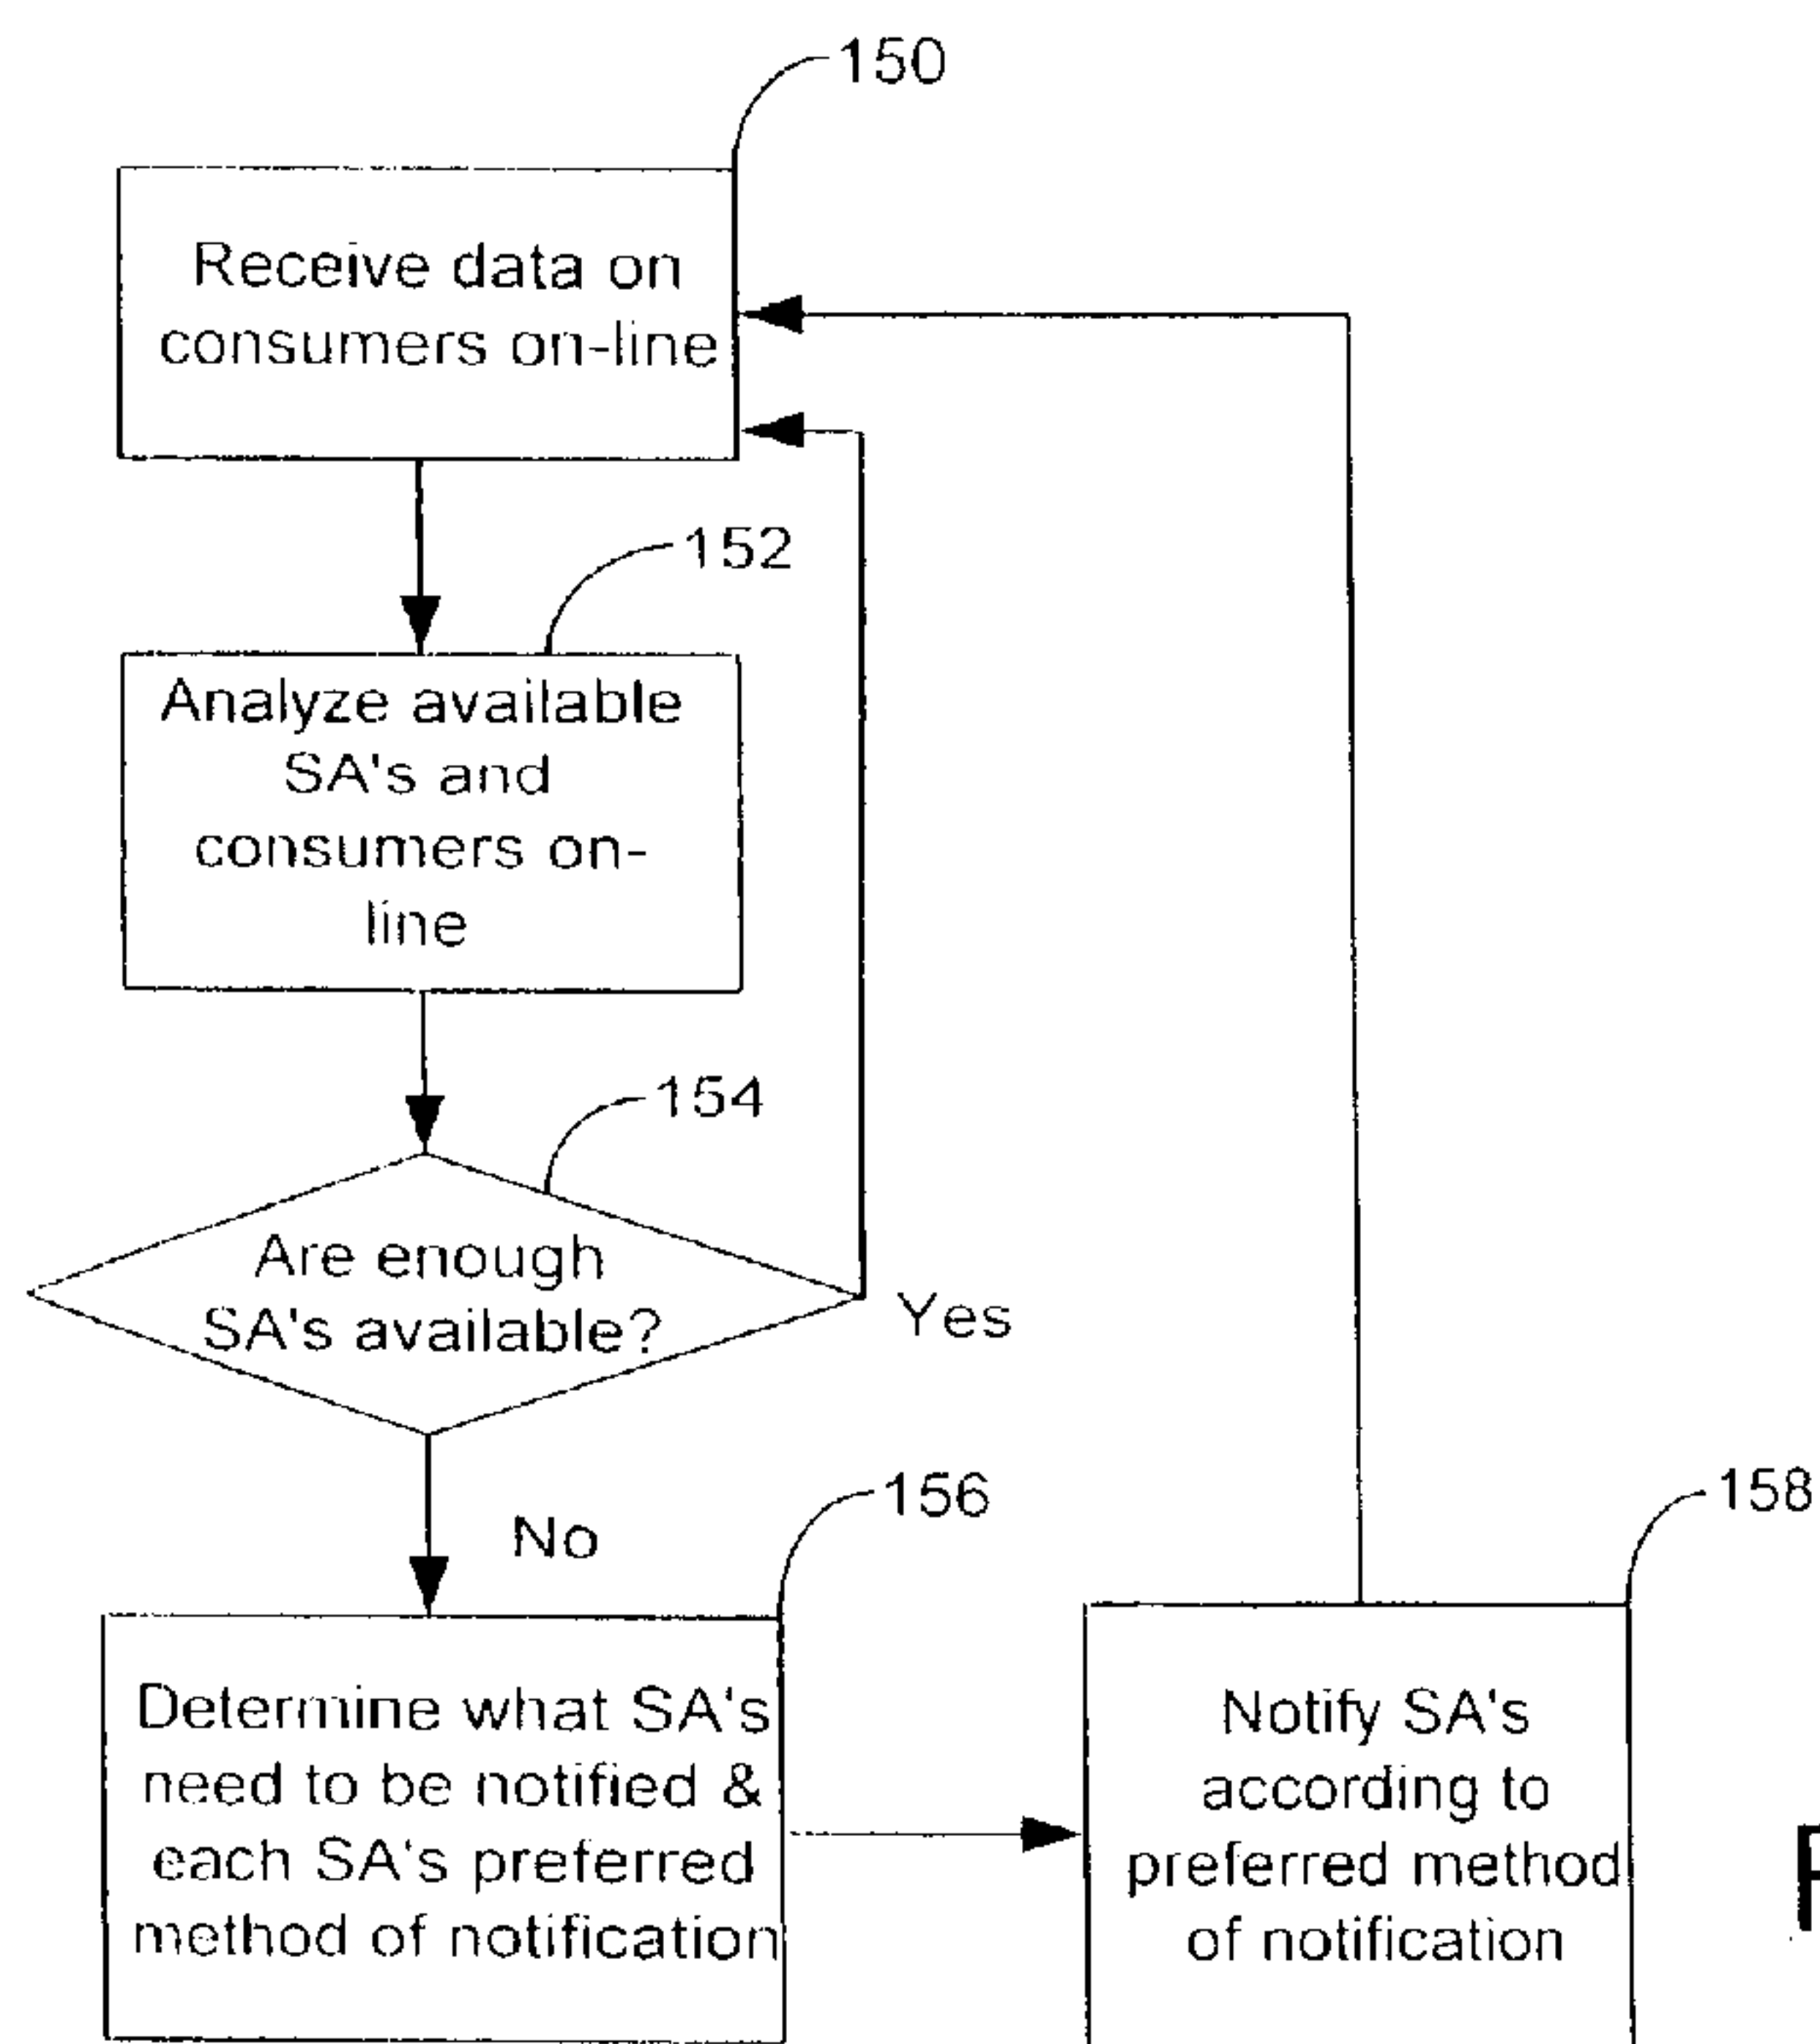 150
Receive data on
consumers on-line
152
Analyze available
SA's and
consumers on-
line
154
Are enough
SA's available?
Yes
No
156
Determine what SA's
need to be notified &
each SA's preferred
method of notification
158
Notify SA's
according to
preferred method
of notification